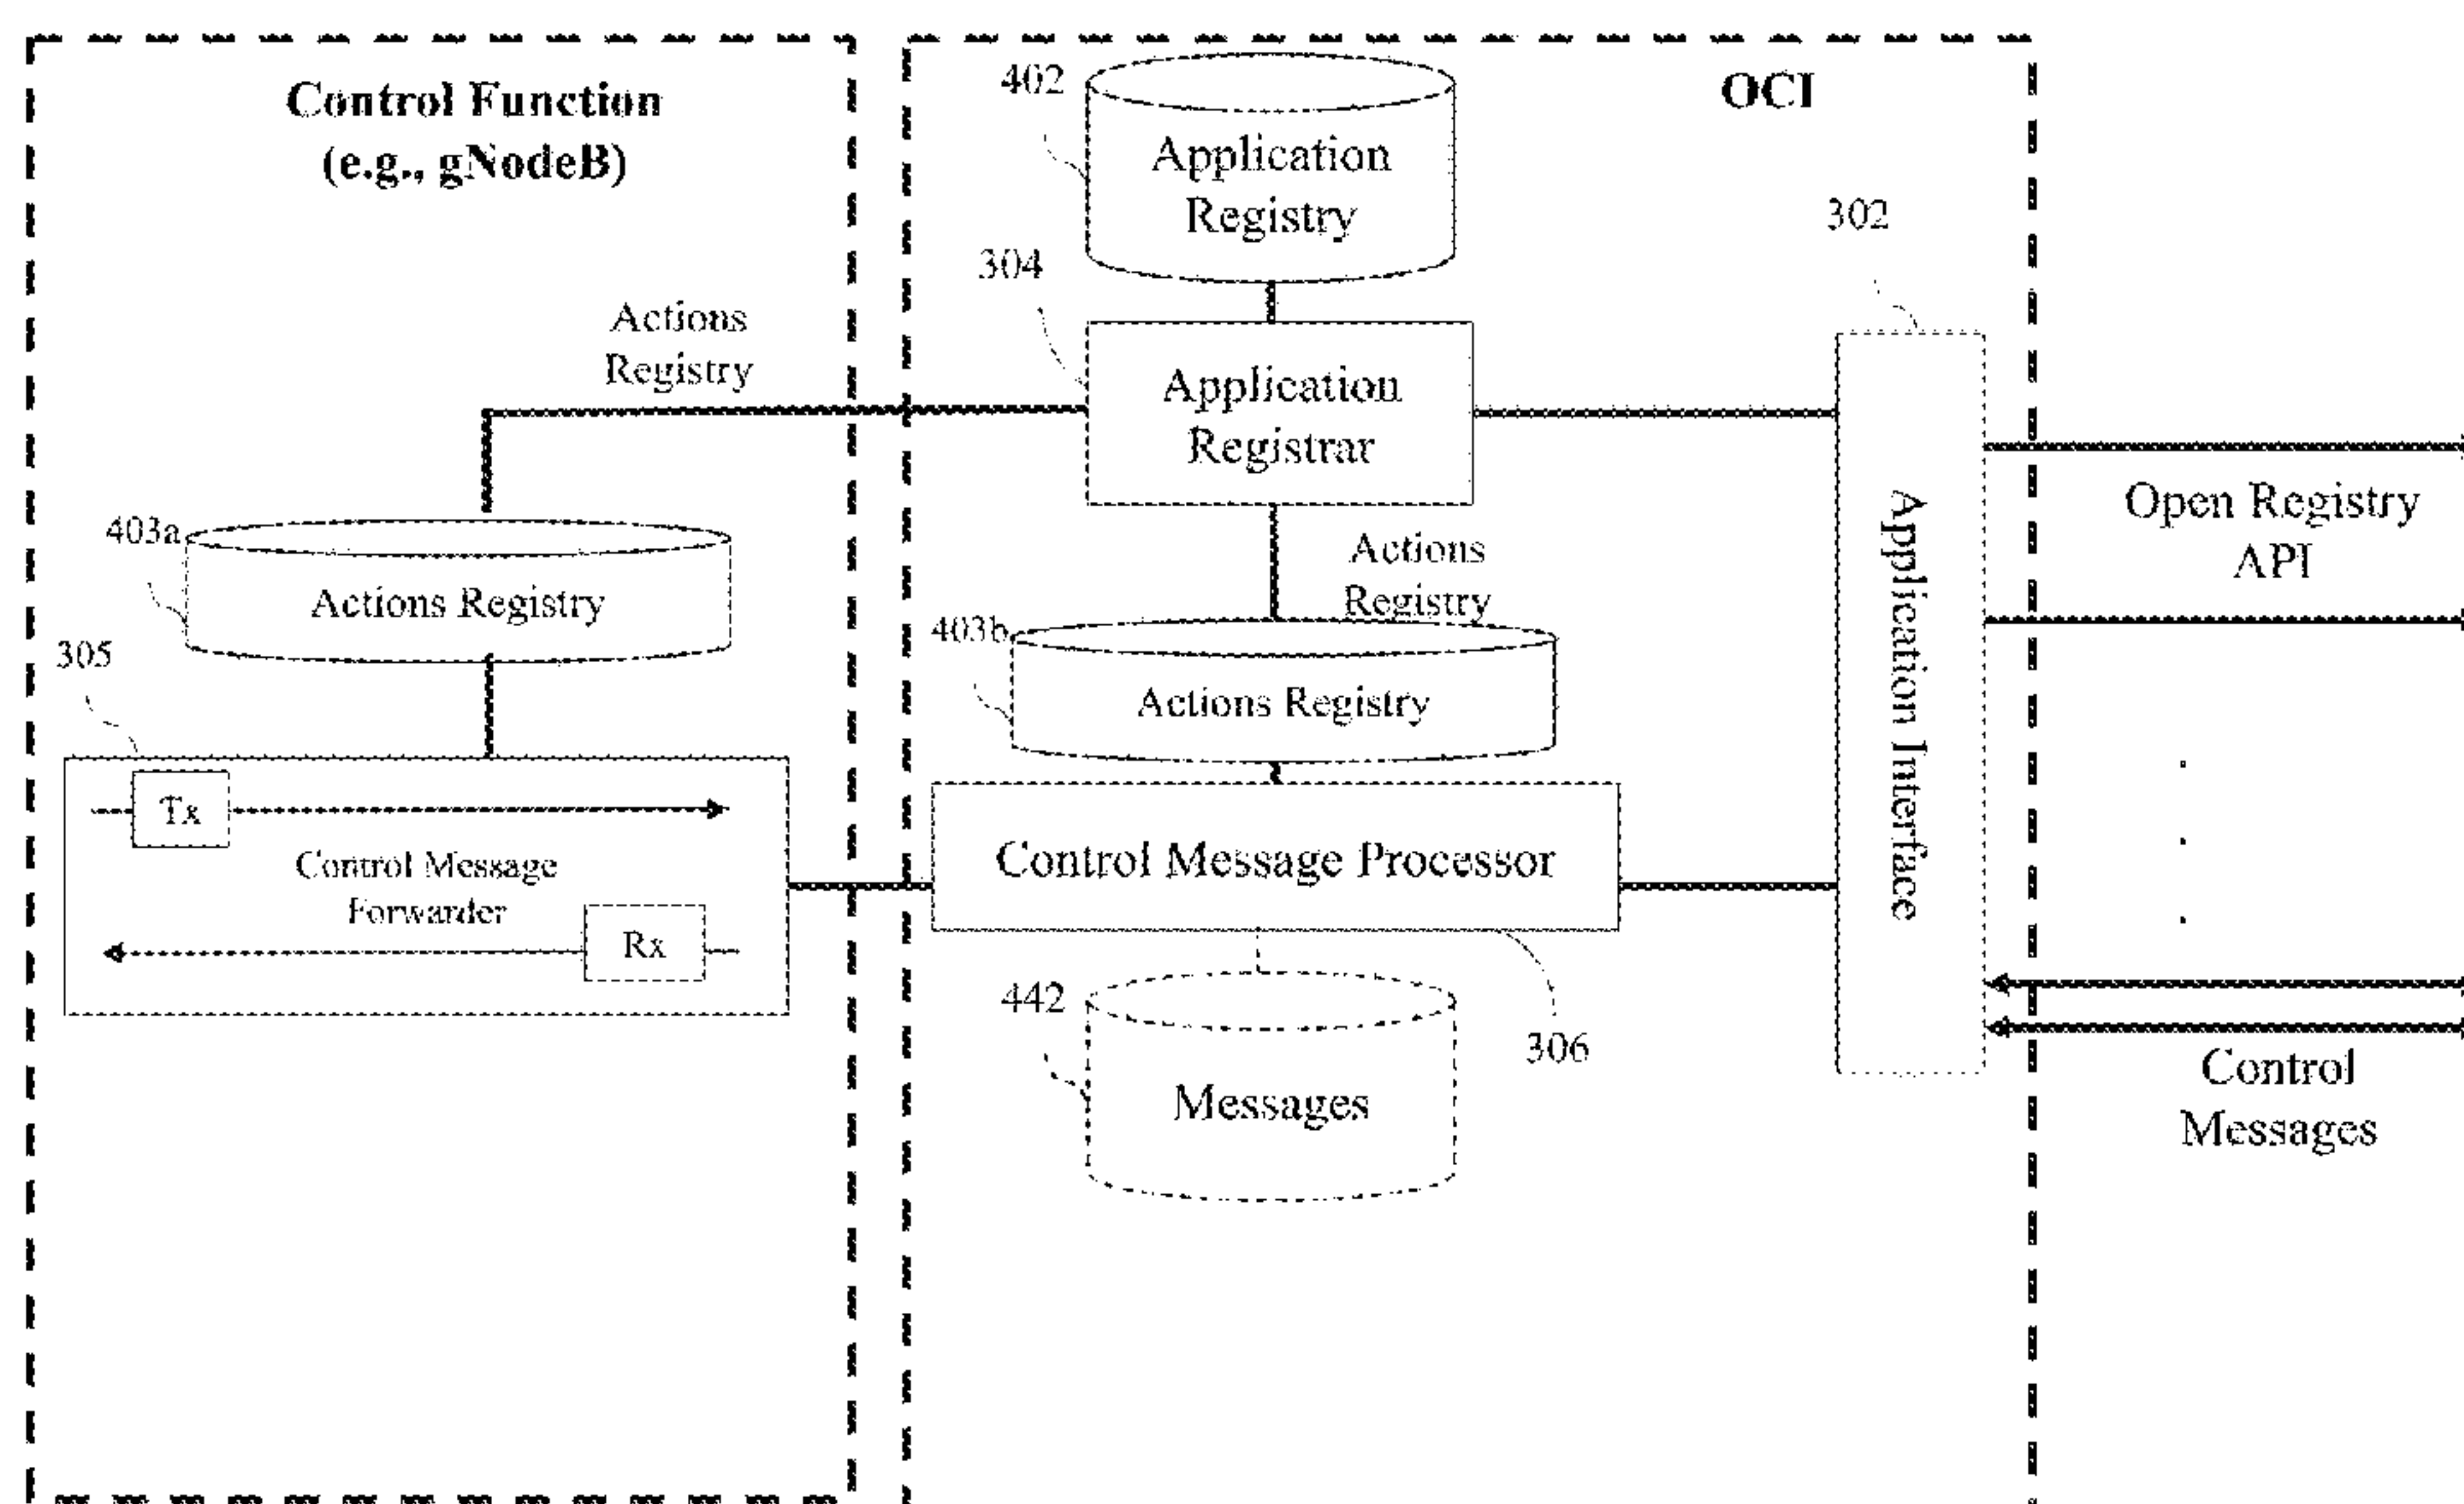 Control Function
(e.g., gNodeB)
OCI
402
Application
Registry
302
304
Actions
Registry
Application
Registrar
Open Registry
API
403a
Actions Registry
Actions
Registry
403b
Actions Registry
305
Application Interface
Tx
Control Message
Forwarder
Rx
Control Message Processor
442
306
Messages
Control
Messages